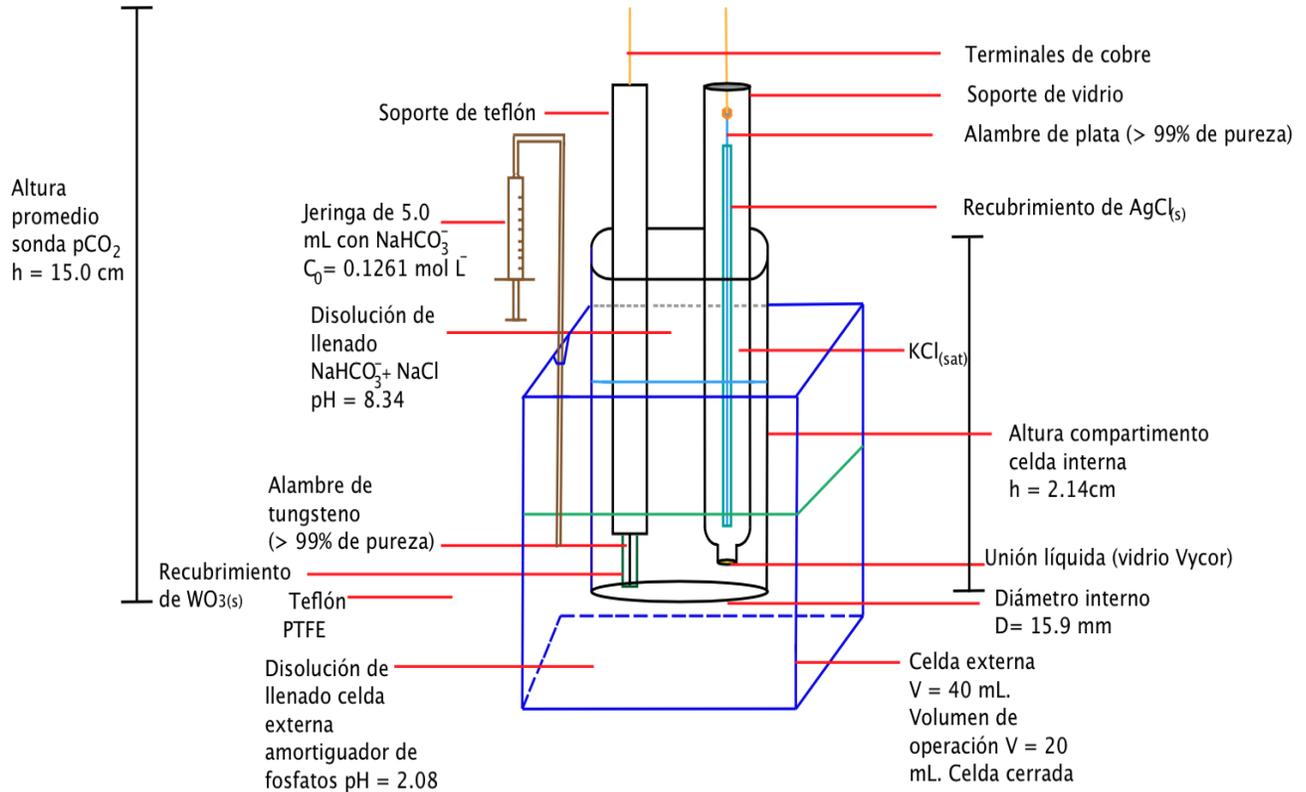 Terminales de cobre
Soporte de teflón
Soporte de vidrio
Alambre de plata (> 99% de pureza)
Altura
promedio
sonda pCO2
h = 15.0 cm
Jeringa de 5.0
mL con NaHCO3-
C0= 0.1261 mol L-
Recubrimiento de AgCl(s)
Disolución de
llenado
NaHCO3-+ NaCl
pH = 8.34
KCl(sat)
Altura compartimento
celda interna
h = 2.14cm
Alambre de
tungsteno
(> 99% de pureza)
Unión líquida (vidrio Vycor)
Recubrimiento
de WO3(s)
Teflón
PTFE
Diámetro interno
D= 15.9 mm
Disolución de
llenado celda
externa
amortiguador de
fosfatos pH = 2.08
Celda externa
V = 40 mL.
Volumen de
operación V = 20
mL. Celda cerrada